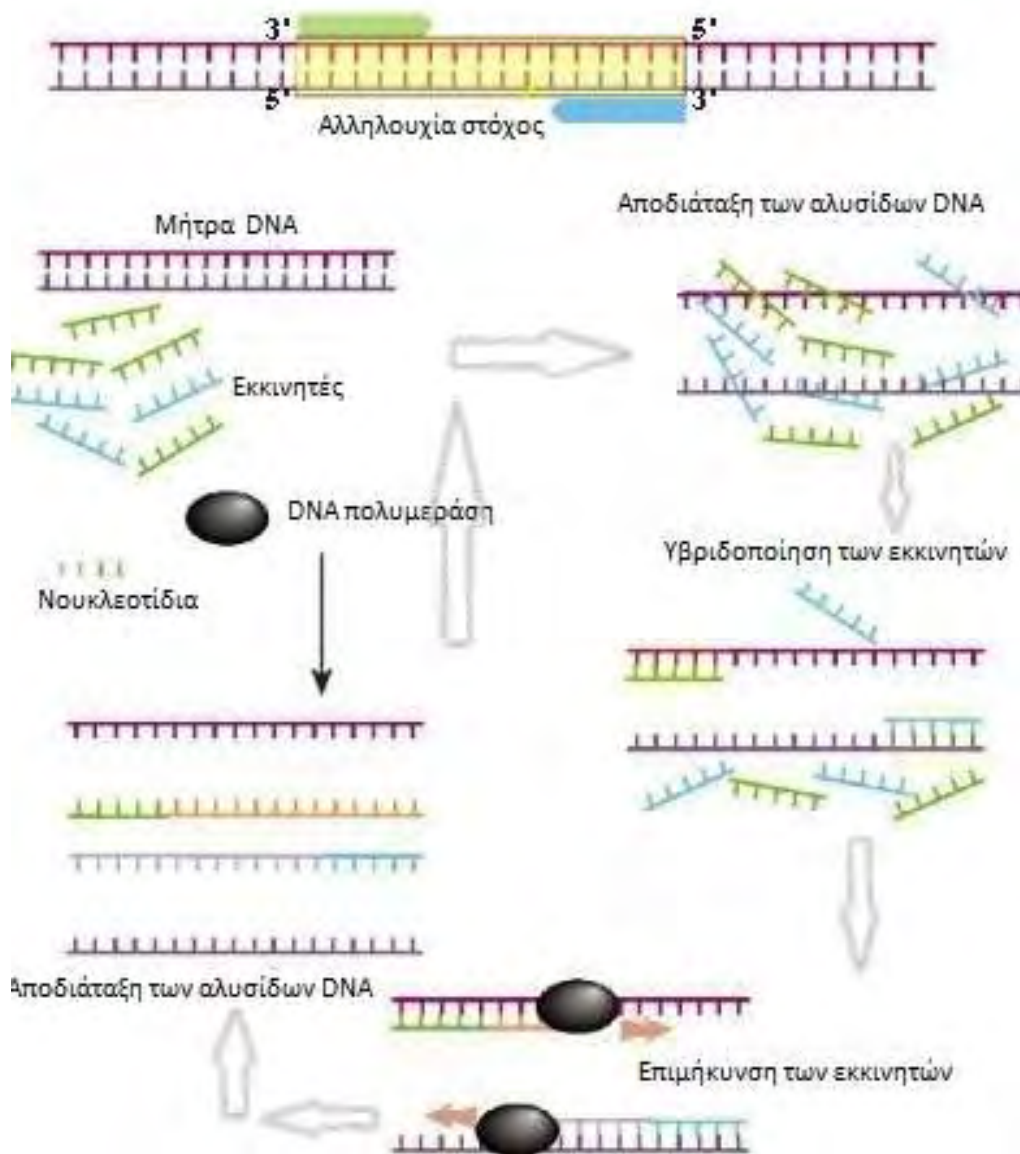 3' 5'
5' 3'
Αλληλουχία στόχος
Αποδιάταξη των αλυσίδων DNA
Μήτρα DNA
Εκκινητές
DNA πολυμεράση
Υβριδοποίηση των εκκινητών
Νουκλεοτίδια
Αποδιάταξη των αλυσίδων DNA
Επιμήκυνση των εκκινητών